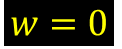 w = 0